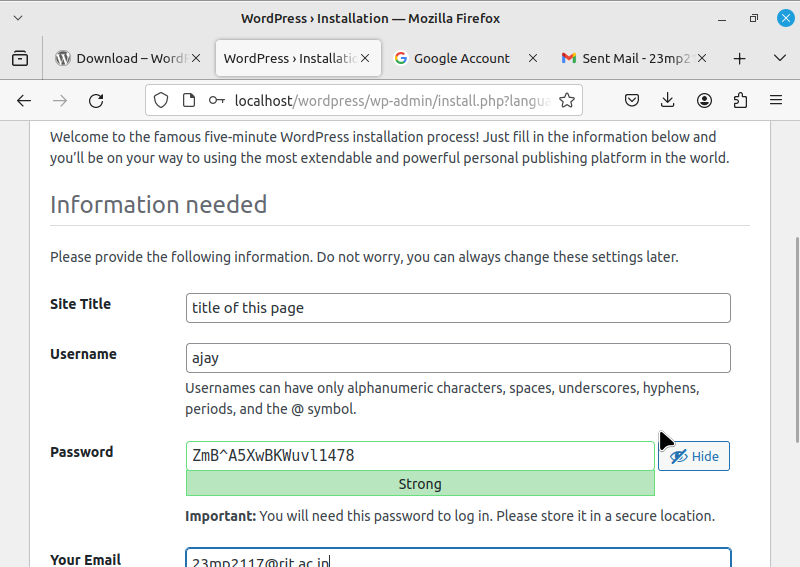 WordPress › Installation — Mozilla Firefox
Download – WordP
WordPress › Installatio
Google Account
Sent Mail - 23mp2
localhost/wordpress/wp-admin/install.php?langua
Welcome to the famous five-minute WordPress installation process! Just fill in the information below and
you’ll be on your way to using the most extendable and powerful personal publishing platform in the world.
Information needed
Please provide the following information. Do not worry, you can always change these settings later.
Site Title
title of this page
Username
ajay
Usernames can have only alphanumeric characters, spaces, underscores, hyphens,
periods, and the @ symbol.
Password
ZmB^A5XwBKWuvl1478
Hide
Strong
Important: You will need this password to log in. Please store it in a secure location.
Your Email
23mp2117@rit.ac.in